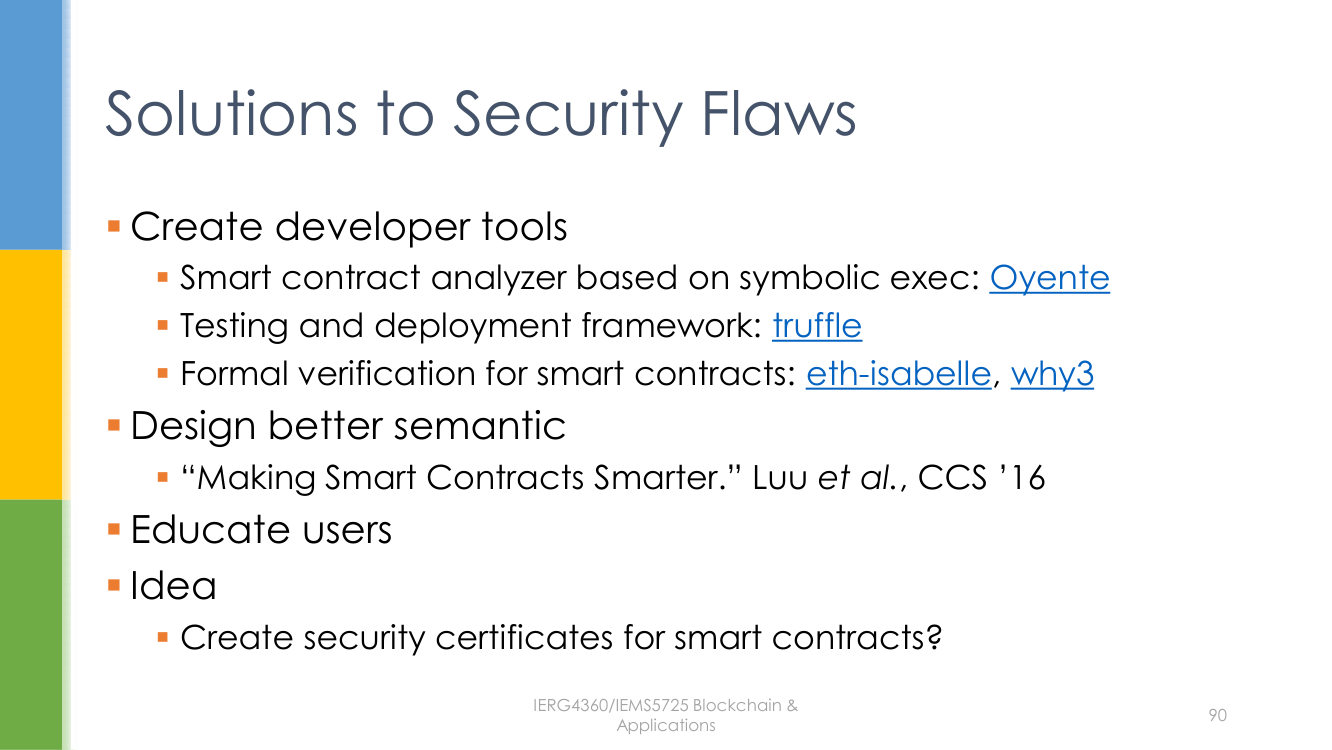 Solutions to Security Flaws
Create developer tools
Smart contract analyzer based on symbolic exec: Oyente
Testing and deployment framework: truffle
Formal verification for smart contracts: eth-isabelle, why3
Design better semantic
“Making Smart Contracts Smarter.” Luu et al., CCS ’16
Educate users
Idea
Create security certificates for smart contracts?
IERG4360/IEMS5725 Blockchain &
Applications
90